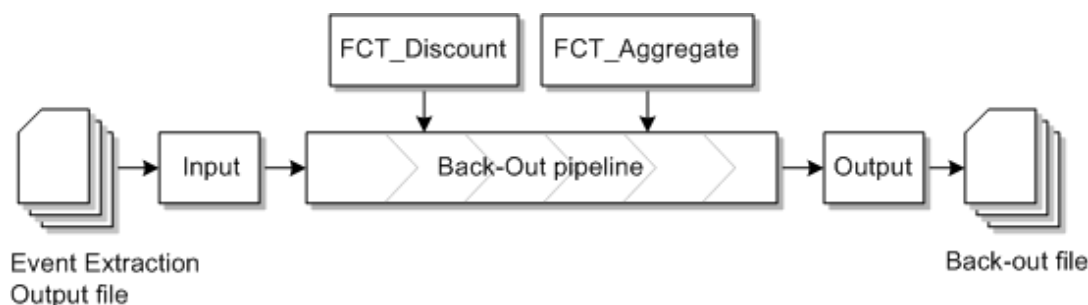 FCT_Discount
FCT_Aggregate
Input
Back-Out pipeline
Output
Event Extraction
Output file
Back-out file